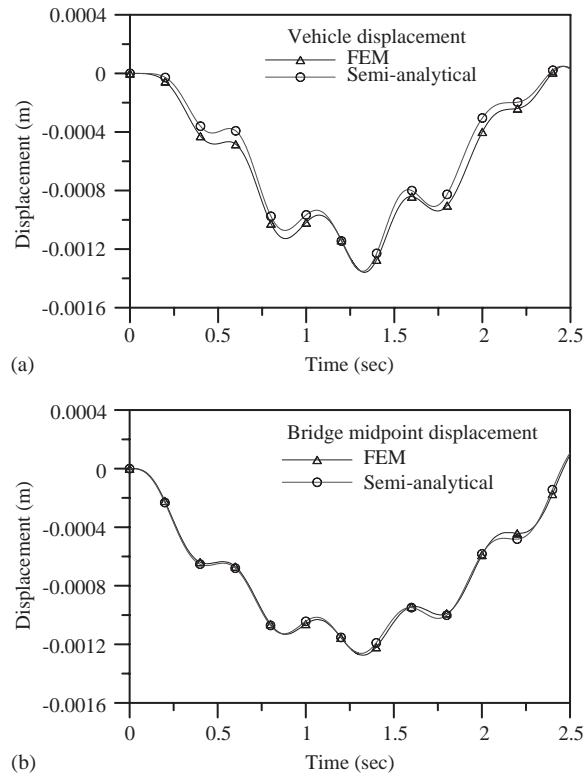 0.0004
Vehicle displacement
FEM
Semi-analytical
0
-0.0004
-0.0008
-0.0012
-0.0016
Displacement (m)
0 0.5 1 1.5 2 2.5
(a) Time (sec)
0.0004
Bridge midpoint displacement
FEM
Semi-analytical
0
-0.0004
-0.0008
-0.0012
-0.0016
Displacement (m)
0 0.5 1 1.5 2 2.5
(b) Time (sec)